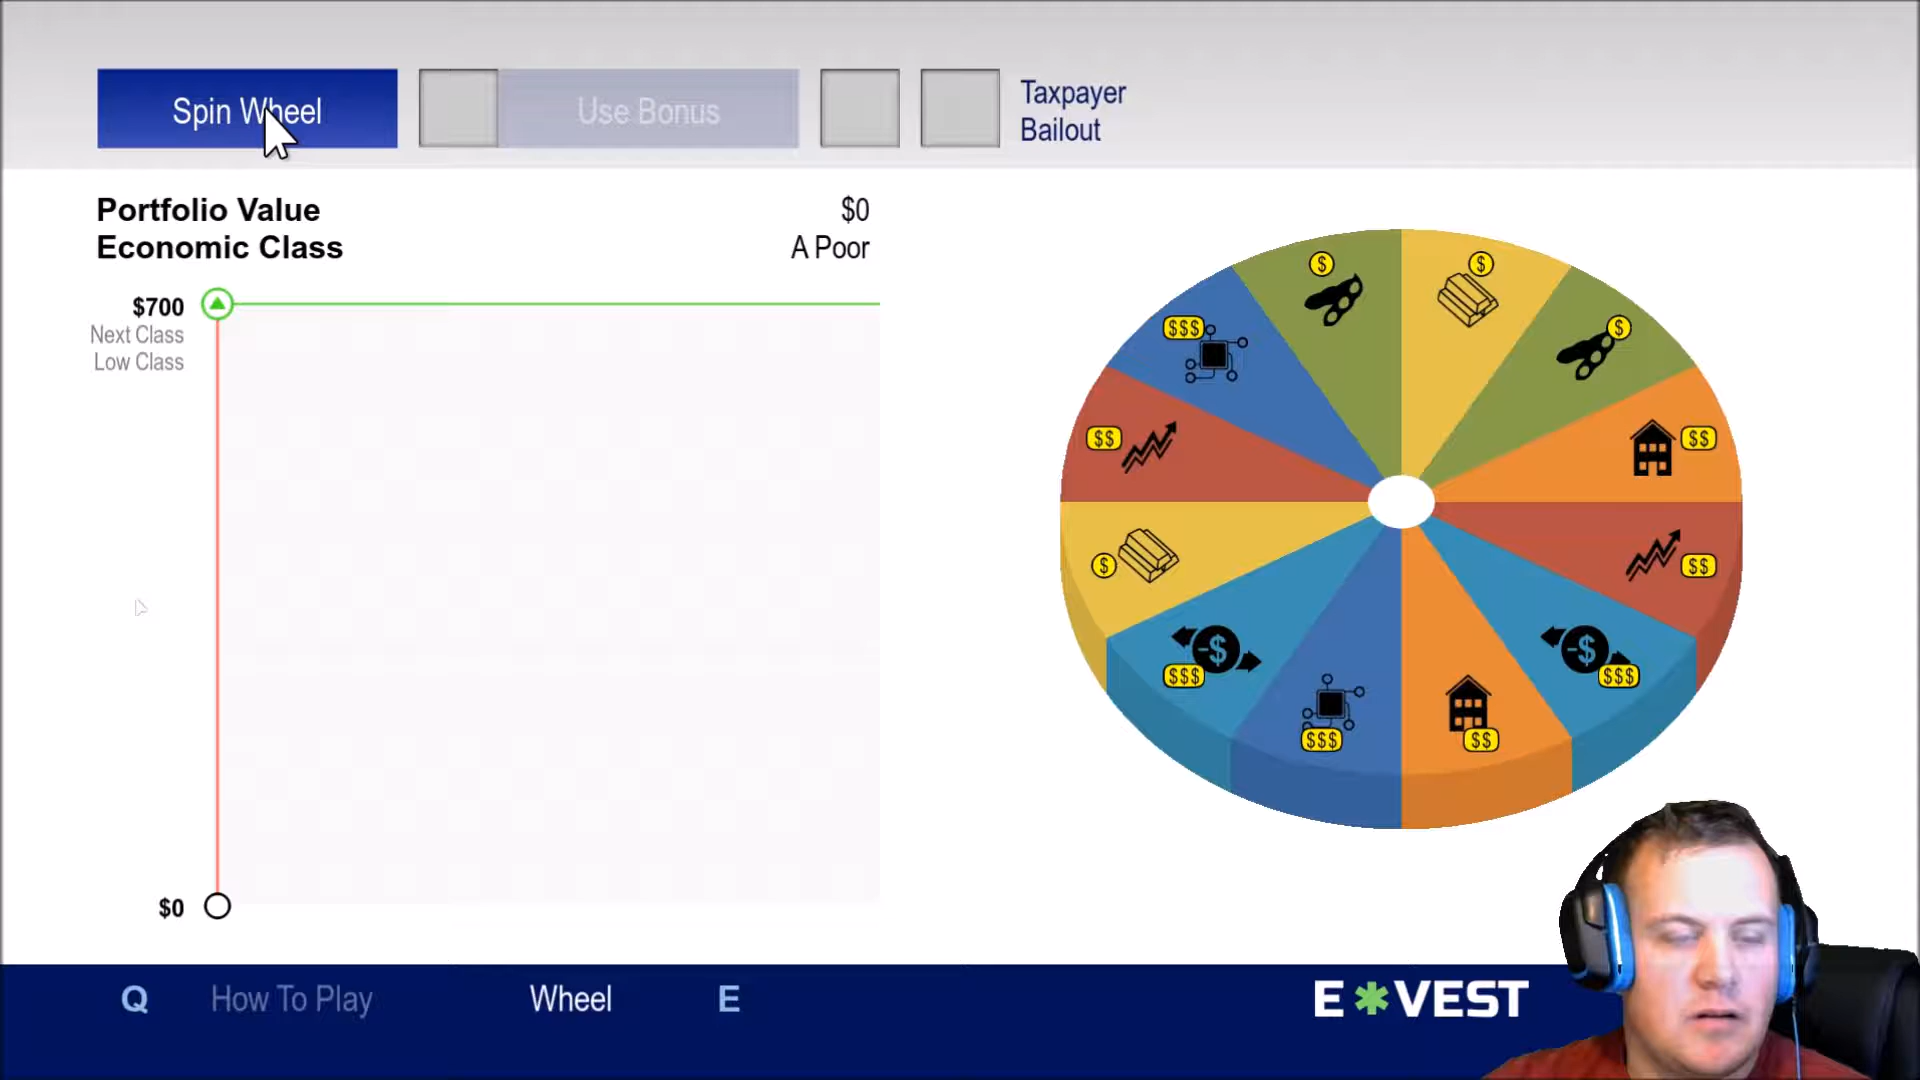 Spin Wheel
Use Bonus
Taxpayer
Bailout
Portfolio Value
$0
Economic Class
A Poor
$700
Next Class
Low Class
$0
$
$
$
$$$
$$
$$
$$
$$
$
$$$
-$
-$
$$$
$$$
$$
Q
How To Play
Wheel
E
E*VEST